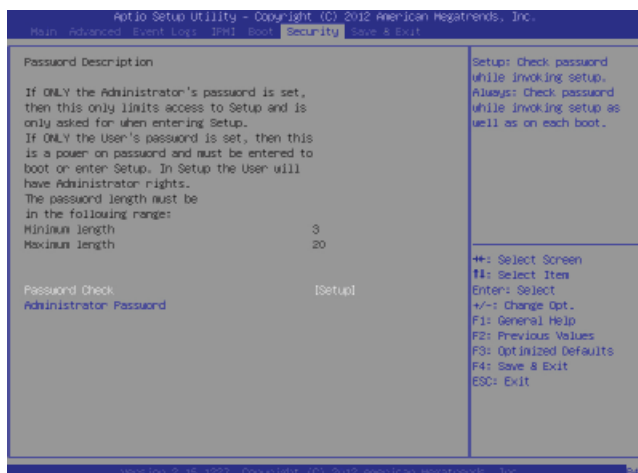 Aptio Setup Utility - Copyright (C) 2012 American Megatrends, Inc.
Main Advanced Event Logs IPMI Boot Security Save & Exit
Password Description
If ONLY the Administrator's password is set,
then this only limits access to Setup and is
only asked for when entering Setup.
If ONLY the User's password is set, then this
is a power on password and must be entered to
boot or enter Setup. In Setup the User will
have Administrator rights.
The password length must be
in the following range:
Minimum length 3
Maximum length 20
Password Check [Setup]
Administrator Password
Setup: Check password
while invoking setup.
Always: Check password
while invoking setup as
well as on each boot.
↔: Select Screen
↑↓: Select Item
Enter: Select
+/-: Change Opt.
F1: General Help
F2: Previous Values
F3: Optimized Defaults
F4: Save & Exit
ESC: Exit
Version Copyright (C) 2012 American Megatrends, Inc.